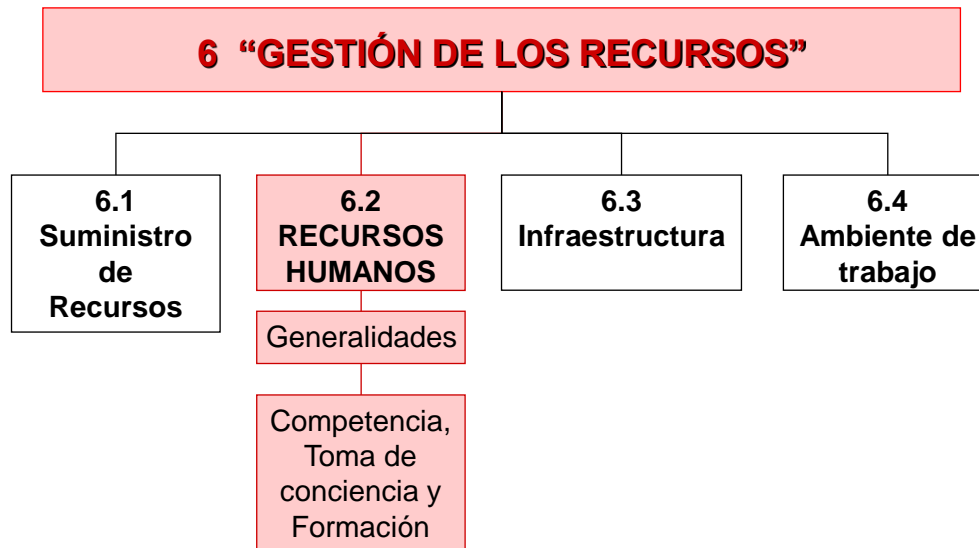 6 “GESTIÓN DE LOS RECURSOS”
6.1
Suministro
de
Recursos
6.2
RECURSOS
HUMANOS
Generalidades
Competencia,
Toma de
conciencia y
Formación
6.3
Infraestructura
6.4
Ambiente de
trabajo